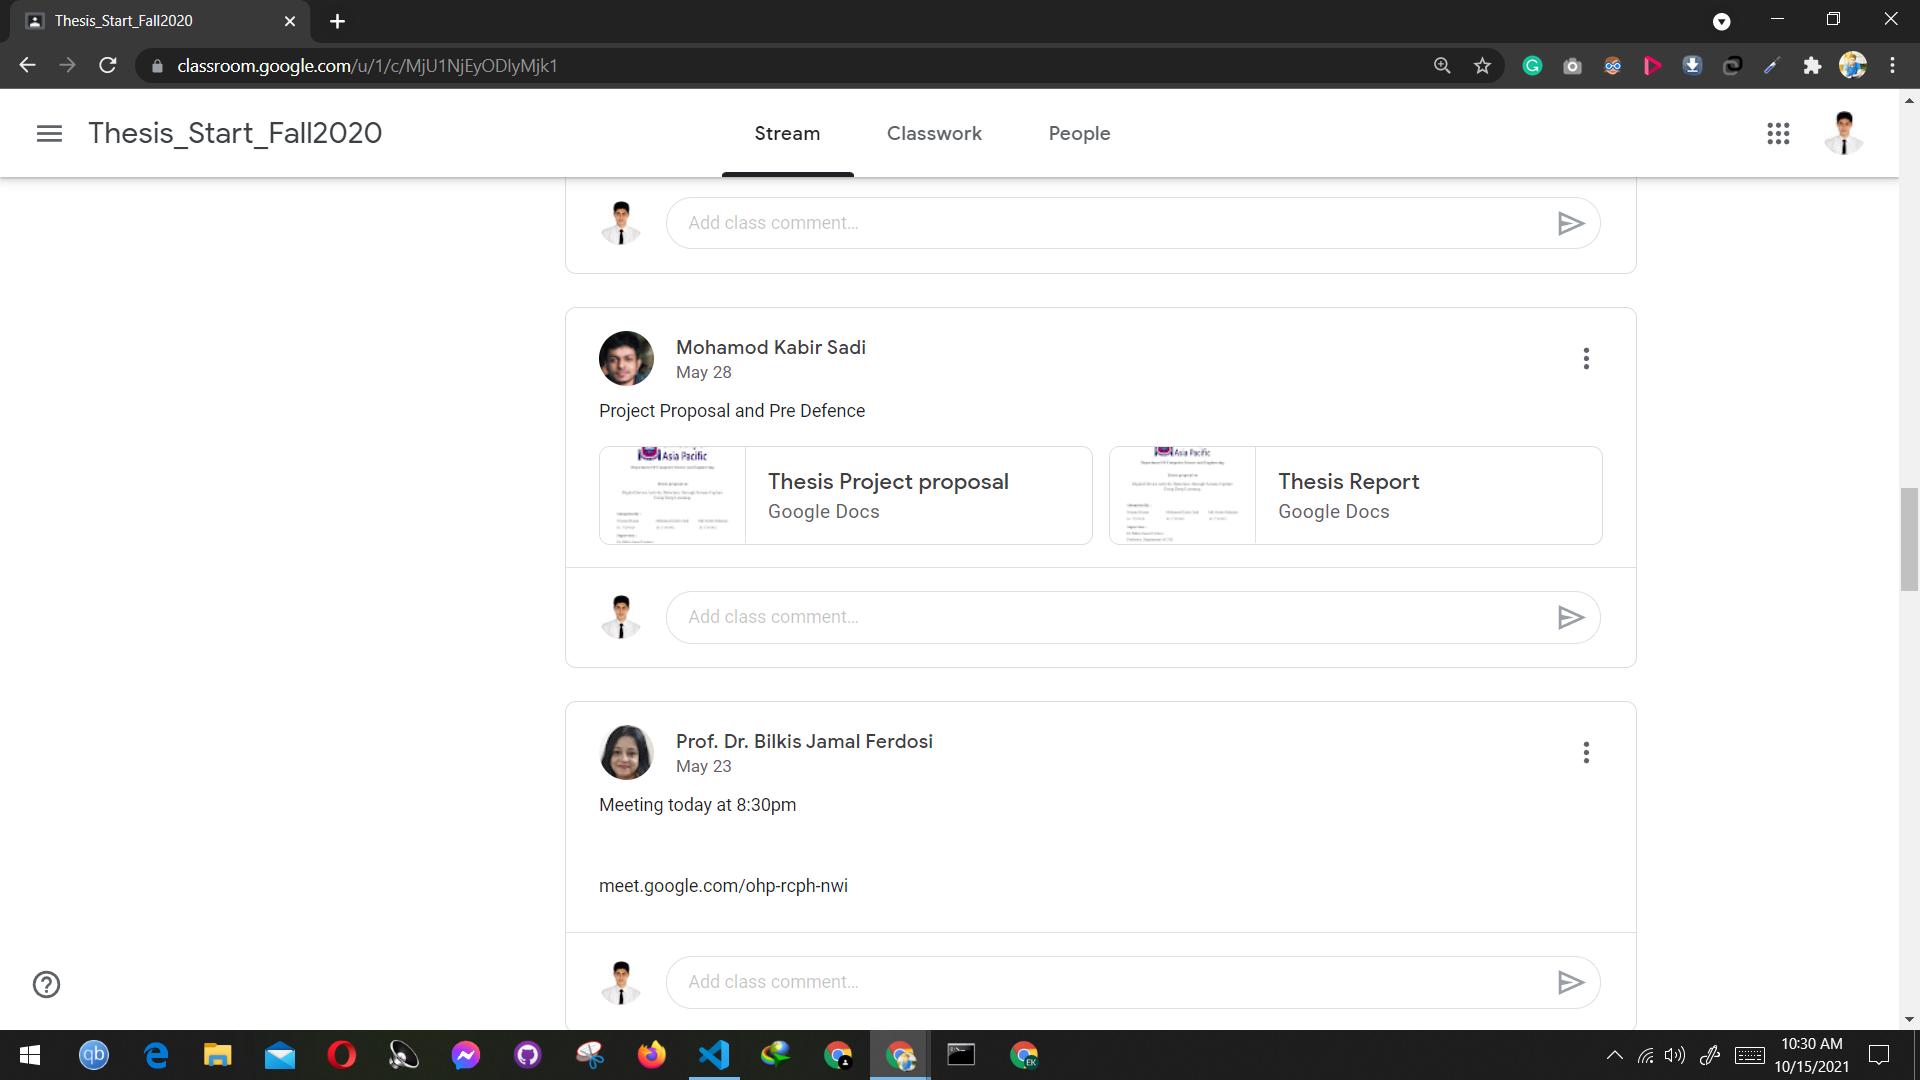 Thesis_Start_Fall2020
classroom.google.com/u/1/c/MjU1NjEyODIyMjk1
Thesis_Start_Fall2020
Stream
Classwork
People
Add class comment...
Mohamod Kabir Sadi
May 28
Project Proposal and Pre Defence
Asia Pacific
Thesis Project proposal
Google Docs
Asia Pacific
Thesis Report
Google Docs
Add class comment...
Prof. Dr. Bilkis Jamal Ferdosi
May 23
Meeting today at 8:30pm
meet.google.com/ohp-rcph-nwi
Add class comment...
qb
EK
10:30 AM
10/15/2021